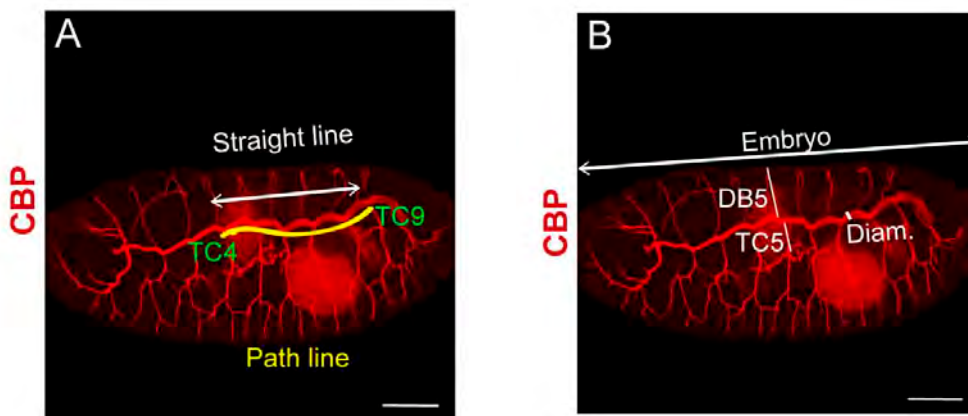 A
CBP
Straight line
TC4
TC9
Path line
B
CBP
Embryo
DB5
TC5
Diam.